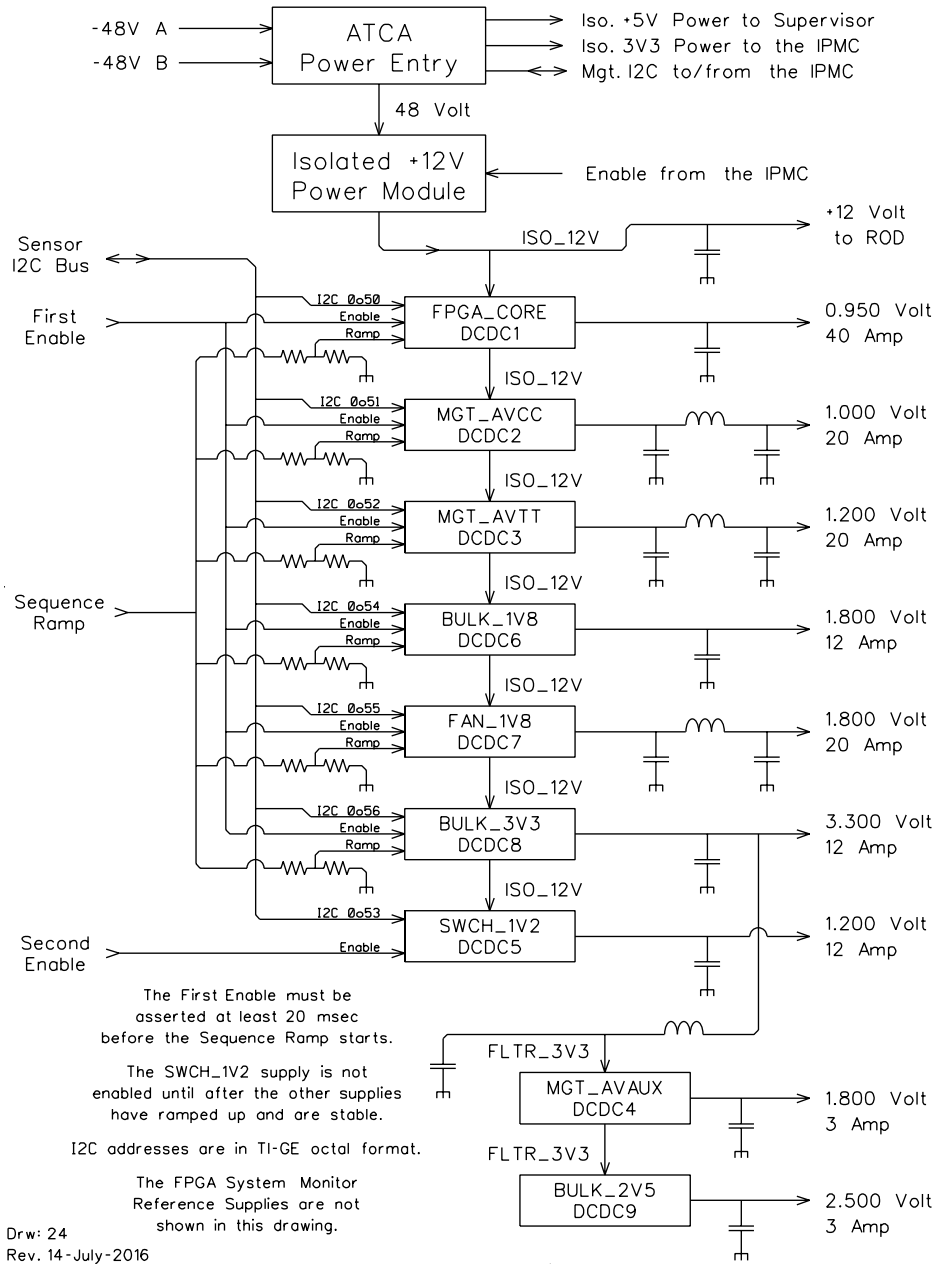 -48V A
-48V B
ATCA
Power Entry
Iso. +5V Power to Supervisor
Iso. 3V3 Power to the IPMC
Mgt. I2C to/from the IPMC
48 Volt
Isolated +12V
Power Module
Enable from the IPMC
ISO_12V
+12 Volt
to ROD
Sensor
I2C Bus
First
Enable
I2C 0o50
Enable
Ramp
FPGA_CORE
DCDC1
0.950 Volt
40 Amp
ISO_12V
I2C 0o51
Enable
Ramp
MGT_AVCC
DCDC2
1.000 Volt
20 Amp
ISO_12V
I2C 0o52
Enable
Ramp
MGT_AVTT
DCDC3
1.200 Volt
20 Amp
ISO_12V
Sequence
Ramp
I2C 0o54
Enable
Ramp
BULK_1V8
DCDC6
1.800 Volt
12 Amp
ISO_12V
I2C 0o55
Enable
Ramp
FAN_1V8
DCDC7
1.800 Volt
20 Amp
ISO_12V
I2C 0o56
Enable
Ramp
BULK_3V3
DCDC8
3.300 Volt
12 Amp
ISO_12V
I2C 0o53
Second
Enable
Enable
SWCH_1V2
DCDC5
1.200 Volt
12 Amp
The First Enable must be
asserted at least 20 msec
before the Sequence Ramp starts.
The SWCH_1V2 supply is not
enabled until after the other supplies
have ramped up and are stable.
I2C addresses are in TI-GE octal format.
The FPGA System Monitor
Reference Supplies are not
shown in this drawing.
FLTR_3V3
MGT_AVAUX
DCDC4
1.800 Volt
3 Amp
FLTR_3V3
BULK_2V5
DCDC9
2.500 Volt
3 Amp
Drw: 24
Rev. 14-July-2016